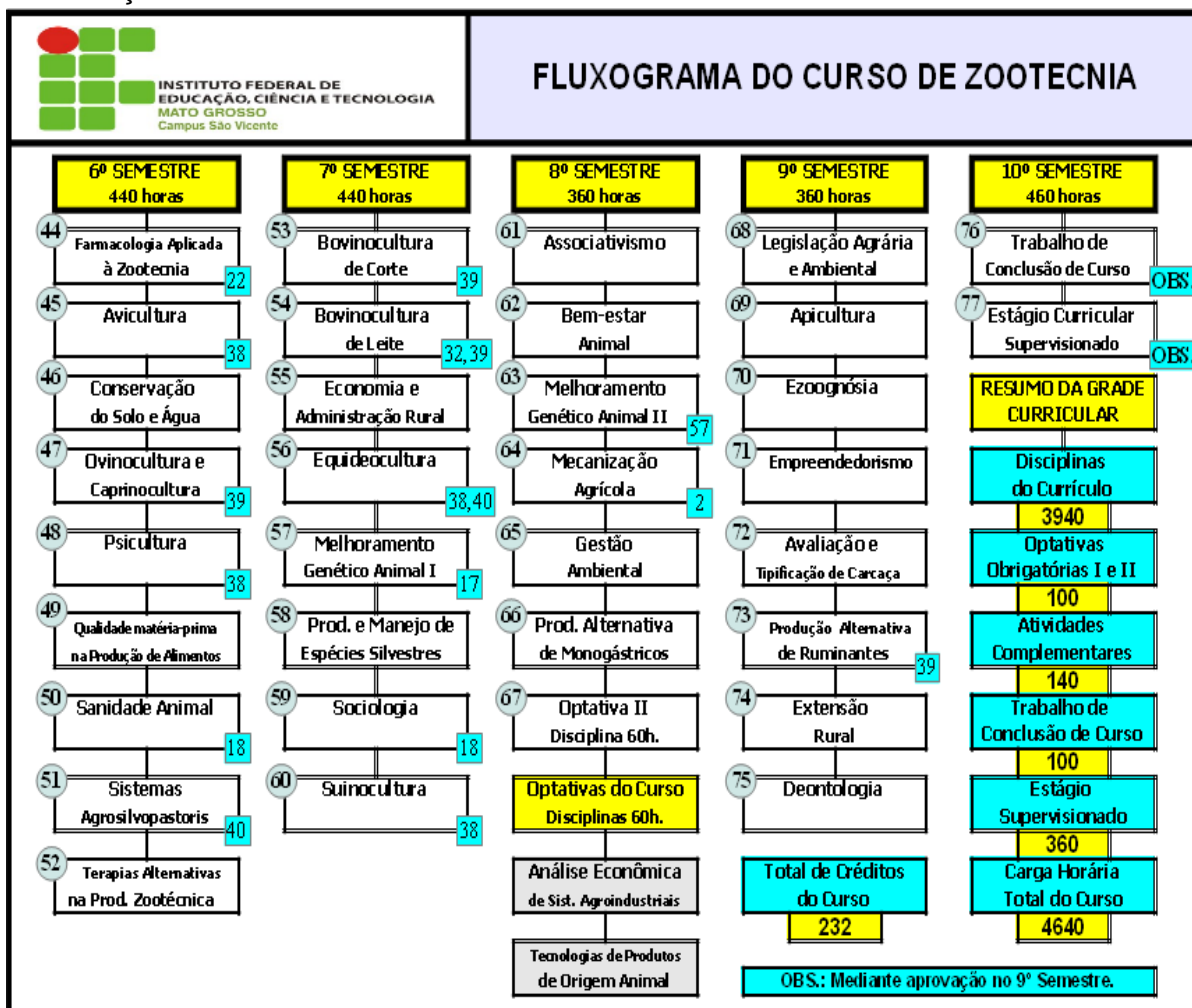 INSTITUTO FEDERAL DE
EDUCAÇÃO, CIÊNCIA E TECNOLOGIA
MATO GROSSO
Campus São Vicente
FLUXOGRAMA DO CURSO DE ZOOTECNIA
6º SEMESTRE
440 horas
44
Farmacologia Aplicada
à Zootecnia
22
45
Avicultura
38
46
Conservação
do Solo e Água
47
Ovinocultura e
Caprinocultura
39
48
Psicultura
38
49
Qualidade matéria-prima
na Produção de Alimentos
50
Sanidade Animal
18
51
Sistemas
Agrosilvopastoris
40
52
Terapias Alternativas
na Prod. Zootécnica
7º SEMESTRE
440 horas
53
Bovinocultura
de Corte
39
54
Bovinocultura
de Leite
32,39
55
Economia e
Administração Rural
56
Equideocultura
38,40
57
Melhoramento
Genético Animal I
17
58
Prod. e Manejo de
Espécies Silvestres
59
Sociologia
18
60
Suinocultura
38
8º SEMESTRE
360 horas
61
Associativismo
62
Bem-estar
Animal
63
Melhoramento
Genético Animal II
57
64
Mecanização
Agrícola
2
65
Gestão
Ambiental
66
Prod. Alternativa
de Monogástricos
67
Optativa II
Disciplina 60h.
Optativas do Curso
Disciplinas 60h.
Análise Econômica
de Sist. Agroindustriais
Tecnologias de Produtos
de Origem Animal
9º SEMESTRE
360 horas
68
Legislação Agrária
e Ambiental
69
Apicultura
70
Ezoognósia
71
Empreendedorismo
72
Avaliação e
Tipificação de Carcaça
73
Produção Alternativa
de Ruminantes
39
74
Extensão
Rural
75
Deontologia
Total de Créditos
do Curso
232
10º SEMESTRE
460 horas
76
Trabalho de
Conclusão de Curso
OBS.
77
Estágio Curricular
Supervisionado
OBS.
RESUMO DA GRADE
CURRICULAR
Disciplinas
do Currículo
3940
Optativas
Obrigatórias I e II
100
Atividades
Complementares
140
Trabalho de
Conclusão de Curso
100
Estágio
Supervisionado
360
Carga Horária
Total do Curso
4640
OBS.: Mediante aprovação no 9º Semestre.